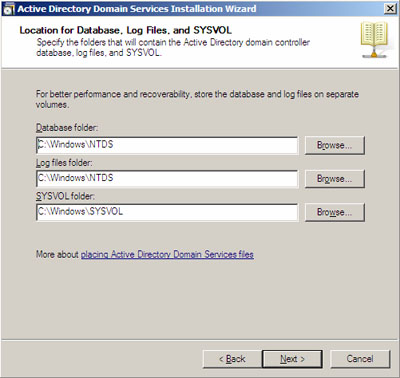 Active Directory Domain Services Installation Wizard
Location for Database, Log Files, and SYSVOL
Specify the folders that will contain the Active Directory domain controller
database, log files, and SYSVOL.
For better performance and recoverability, store the database and log files on separate
volumes.
Database folder:
C:\Windows\NTDS
Browse...
Log files folder:
C:\Windows\NTDS
Browse...
SYSVOL folder:
C:\Windows\SYSVOL
Browse...
More about placing Active Directory Domain Services files
< Back
Next >
Cancel